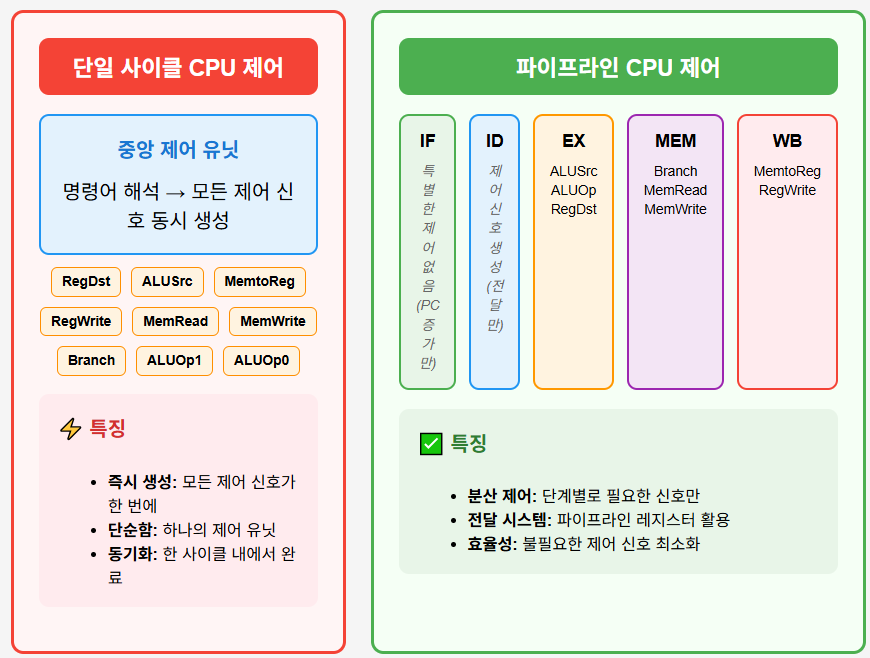 단일 사이클 CPU 제어
중앙 제어 유닛
명령어 해석 → 모든 제어 신
호 동시 생성
RegDst ALUSrc MemtoReg
RegWrite MemRead MemWrite
Branch ALUOp1 ALUOp0
⚡ 특징
• 즉시 생성: 모든 제어 신호가
한 번에
• 단순함: 하나의 제어 유닛
• 동기화: 한 사이클 내에서 완
료
파이프라인 CPU 제어
IF
특
별
한
제
어
없
음
(PC
증
가
만)
ID
제
어
신
호
생
성
(전
달
만)
EX
ALUSrc
ALUOp
RegDst
MEM
Branch
MemRead
MemWrite
WB
MemtoReg
RegWrite
✅ 특징
• 분산 제어: 단계별로 필요한 신호만
• 전달 시스템: 파이프라인 레지스터 활용
• 효율성: 불필요한 제어 신호 최소화